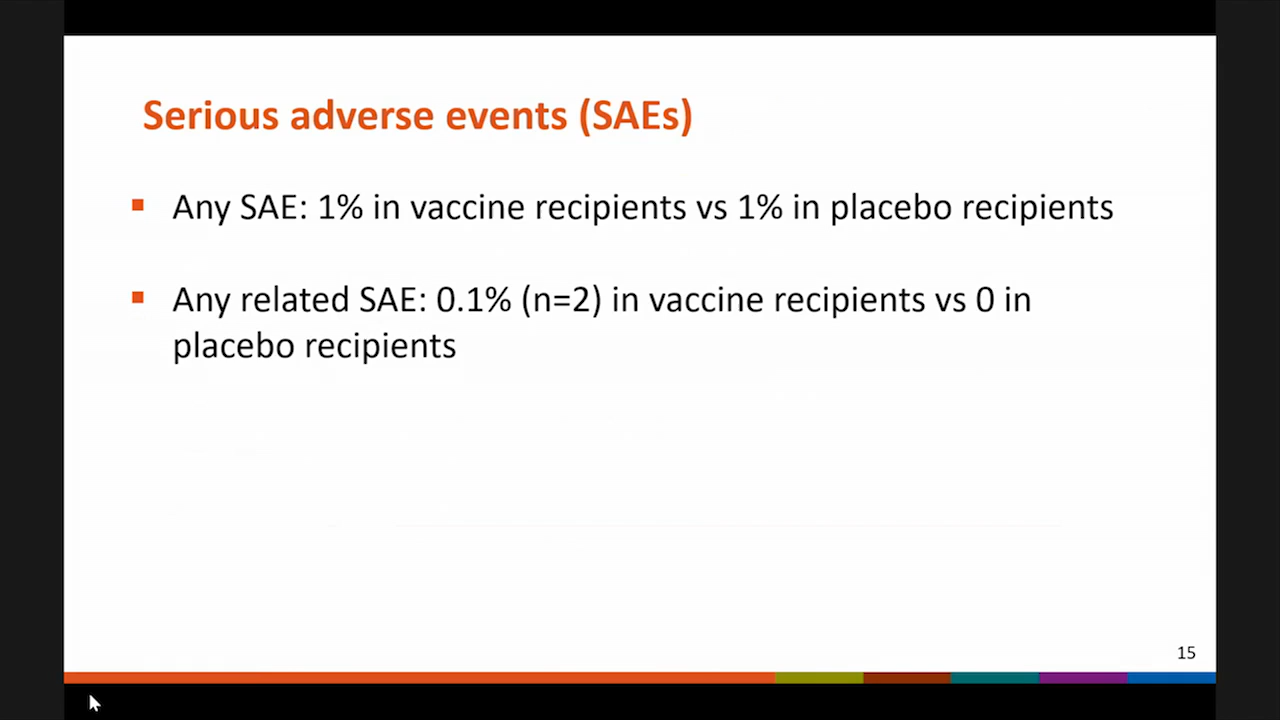 Serious adverse events (SAEs)
Any SAE: 1% in vaccine recipients vs 1% in placebo recipients
Any related SAE: 0.1% (n=2) in vaccine recipients vs 0 in
placebo recipients
15